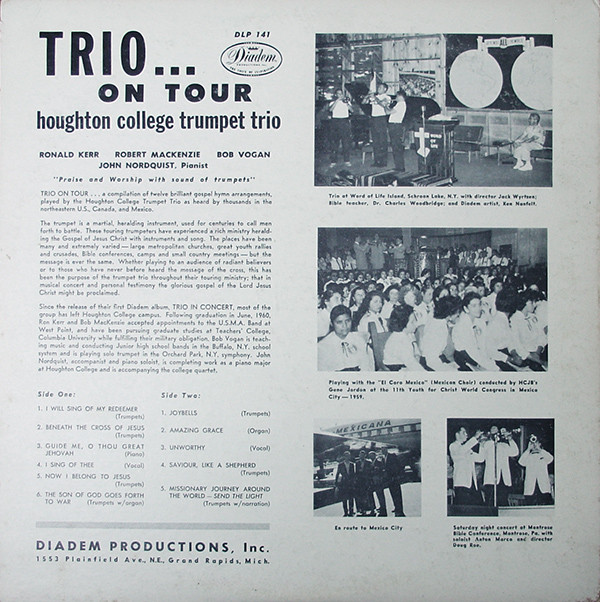 DLP 141
Diadem
TRIO...
ON TOUR
houghton college trumpet trio
RONALD KERR ROBERT MACKENZIE BOB VOGAN
JOHN NORDQUIST, Pianist
"Praise and Worship with sound of trumpets"
TRIO ON TOUR . . . a compilation of twelve brilliant gospel hymn arrangements,
played by the Houghton College Trumpet Trio as heard by thousands in the
northeastern U.S., Canada, and Mexico.
The trumpet is a martial, heralding instrument, used for centuries to call men
forth to battle. These touring trumpeters have experienced a rich ministry herald-
ing the Gospel of Jesus Christ with instruments and song. The places have been
many and extremely varied — large metropolitan churches, great youth rallies
and crusades, Bible conferences, camps and small country meetings — but the
message is ever the same. Whether playing to an audience of radiant believers
or to those who have never before heard the message of the cross, this has
been the purpose of the trumpet trio throughout their touring ministry; that in
musical concert and personal testimony the glorious gospel of the Lord Jesus
Christ might be proclaimed.
Since the release of their first Diadem album, TRIO IN CONCERT, most of the
group has left Houghton College campus. Following graduation in June, 1960,
Ron Kerr and Bob MacKenzie accepted appointments to the U.S.M.A. Band at
West Point, and have been pursuing graduate studies at Teachers' College,
Columbia University while fulfilling their military obligation. Bob Vogan is teach-
ing music and conducting Junior high school bands in the Buffalo, N.Y. school
system and is playing solo trumpet in the Orchard Park, N.Y. symphony. John
Nordquist, accompanist and piano soloist, is completing work as a piano major
at Houghton College and is accompanying the college quartet.
Side One:
1. I WILL SING OF MY REDEEMER
(Trumpets)
2. BENEATH THE CROSS OF JESUS
(Trumpets)
3. GUIDE ME, O THOU GREAT
JEHOVAH (Piano)
4. I SING OF THEE (Vocal)
5. NOW I BELONG TO JESUS
(Trumpets)
6. THE SON OF GOD GOES FORTH
TO WAR (Trumpets w/organ)
Side Two:
1. JOYBELLS (Trumpets)
2. AMAZING GRACE (Organ)
3. UNWORTHY (Vocal)
4. SAVIOUR, LIKE A SHEPHERD
(Trumpets)
5. MISSIONARY JOURNEY AROUND
THE WORLD — SEND THE LIGHT
(Trumpets w/narration)
DIADEM PRODUCTIONS, Inc.
1553 Plainfield Ave., N.E., Grand Rapids, Mich.
Trio at Word of Life Island, Schroon Lake, N.Y. with director Jack Wyrtzen;
Bible teacher, Dr. Charles Woodbridge; and Diadem artist, Ken Hanfelt.
Playing with the "El Coro Mexico" (Mexican Choir) conducted by HCJB's
Gene Jordan at the 11th Youth for Christ World Congress in Mexico
City — 1959.
MEXICANA
En route to Mexico City
Saturday night concert at Montrose
Bible Conference, Montrose, Pa. with
soloist Anton Marco and director
Doug Roe.